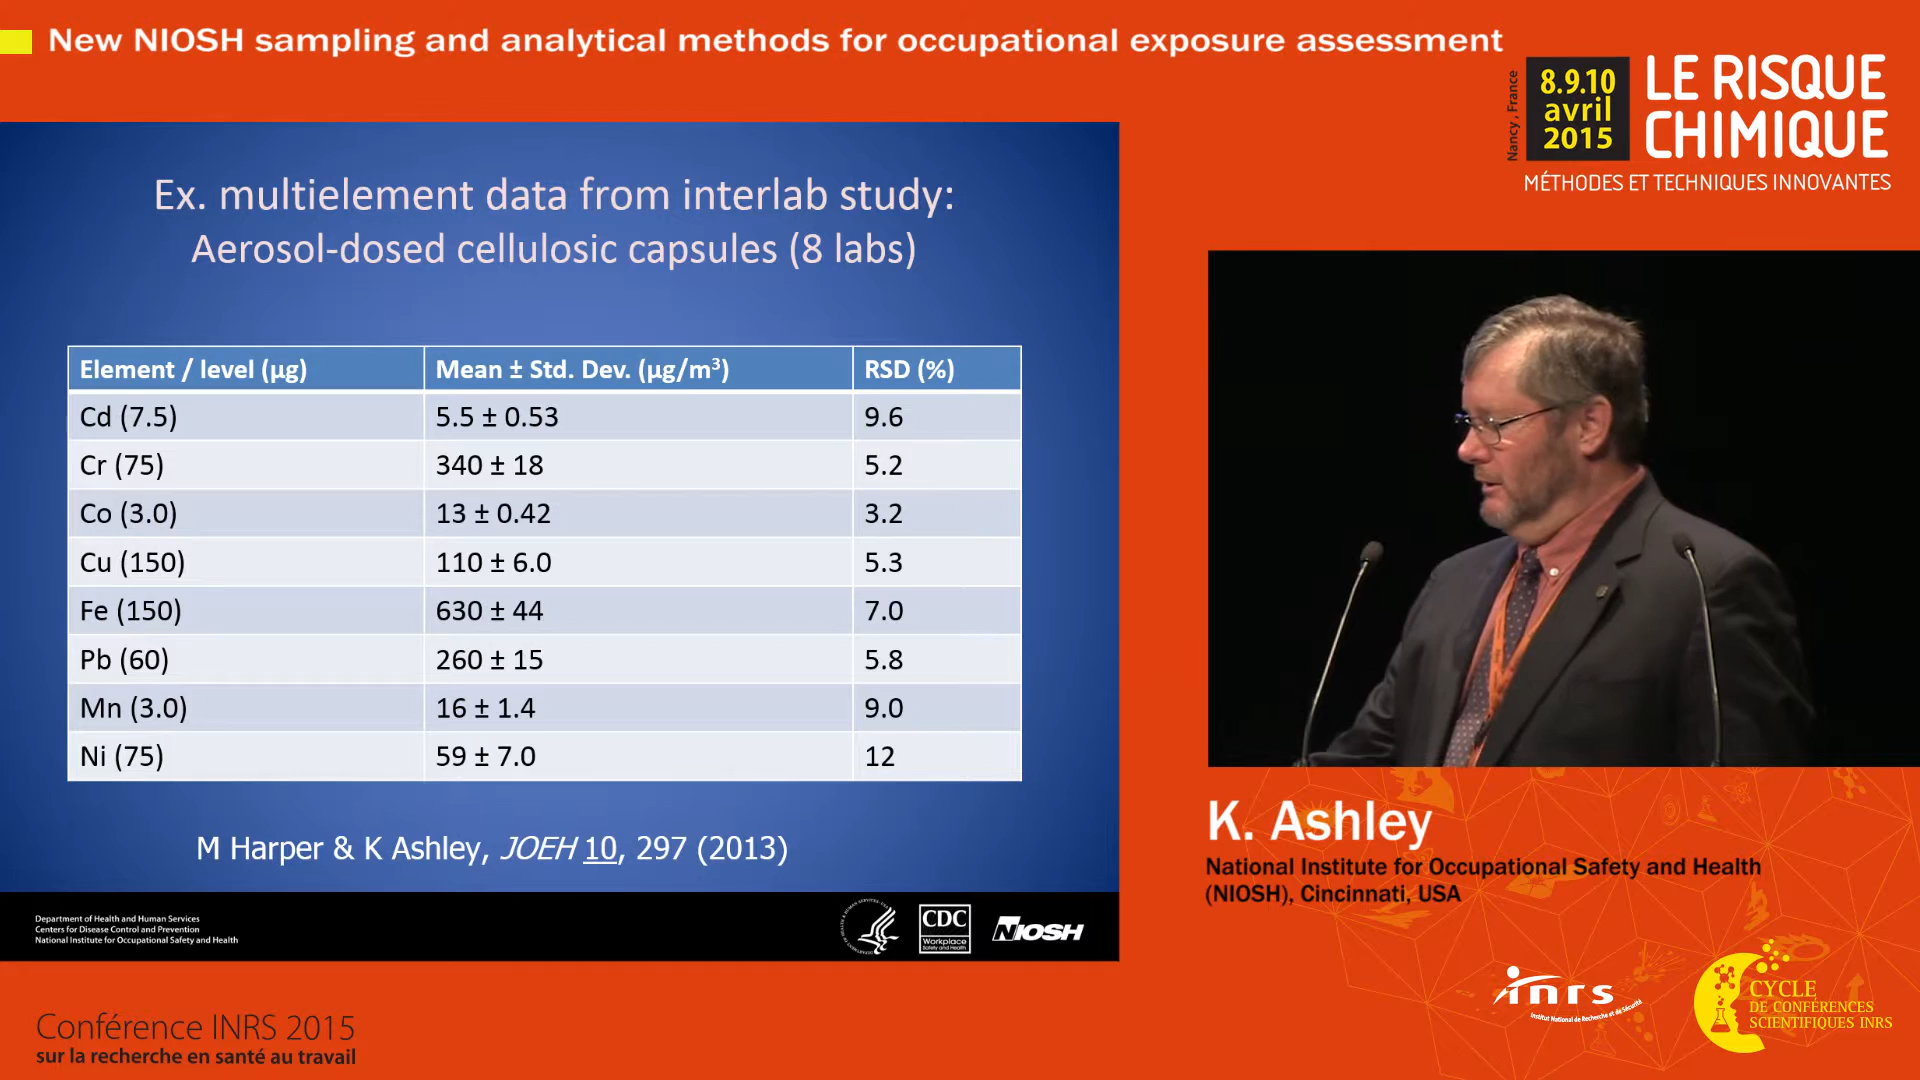 New NIOSH sampling and analytical methods for occupational exposure assessment
Nancy, France
8.9.10
avril
2015
LE RISQUE
CHIMIQUE
MÉTHODES ET TECHNIQUES INNOVANTES
Ex. multielement data from interlab study:
Aerosol-dosed cellulosic capsules (8 labs)
Element / level (µg) Mean ± Std. Dev. (µg/m³) RSD (%)
Cd (7.5) 5.5 ± 0.53 9.6
Cr (75) 340 ± 18 5.2
Co (3.0) 13 ± 0.42 3.2
Cu (150) 110 ± 6.0 5.3
Fe (150) 630 ± 44 7.0
Pb (60) 260 ± 15 5.8
Mn (3.0) 16 ± 1.4 9.0
Ni (75) 59 ± 7.0 12
M Harper & K Ashley, JOEH 10, 297 (2013)
Department of Health and Human Services
Centers for Disease Control and Prevention
National Institute for Occupational Safety and Health
CDC
Workplace
Safety and Health
NIOSH
K. Ashley
National Institute for Occupational Safety and Health
(NIOSH), Cincinnati, USA
inrs
Institut National de Recherche et de Sécurité
CYCLE
DE CONFÉRENCES
SCIENTIFIQUES INRS
Conférence INRS 2015
sur la recherche en santé au travail